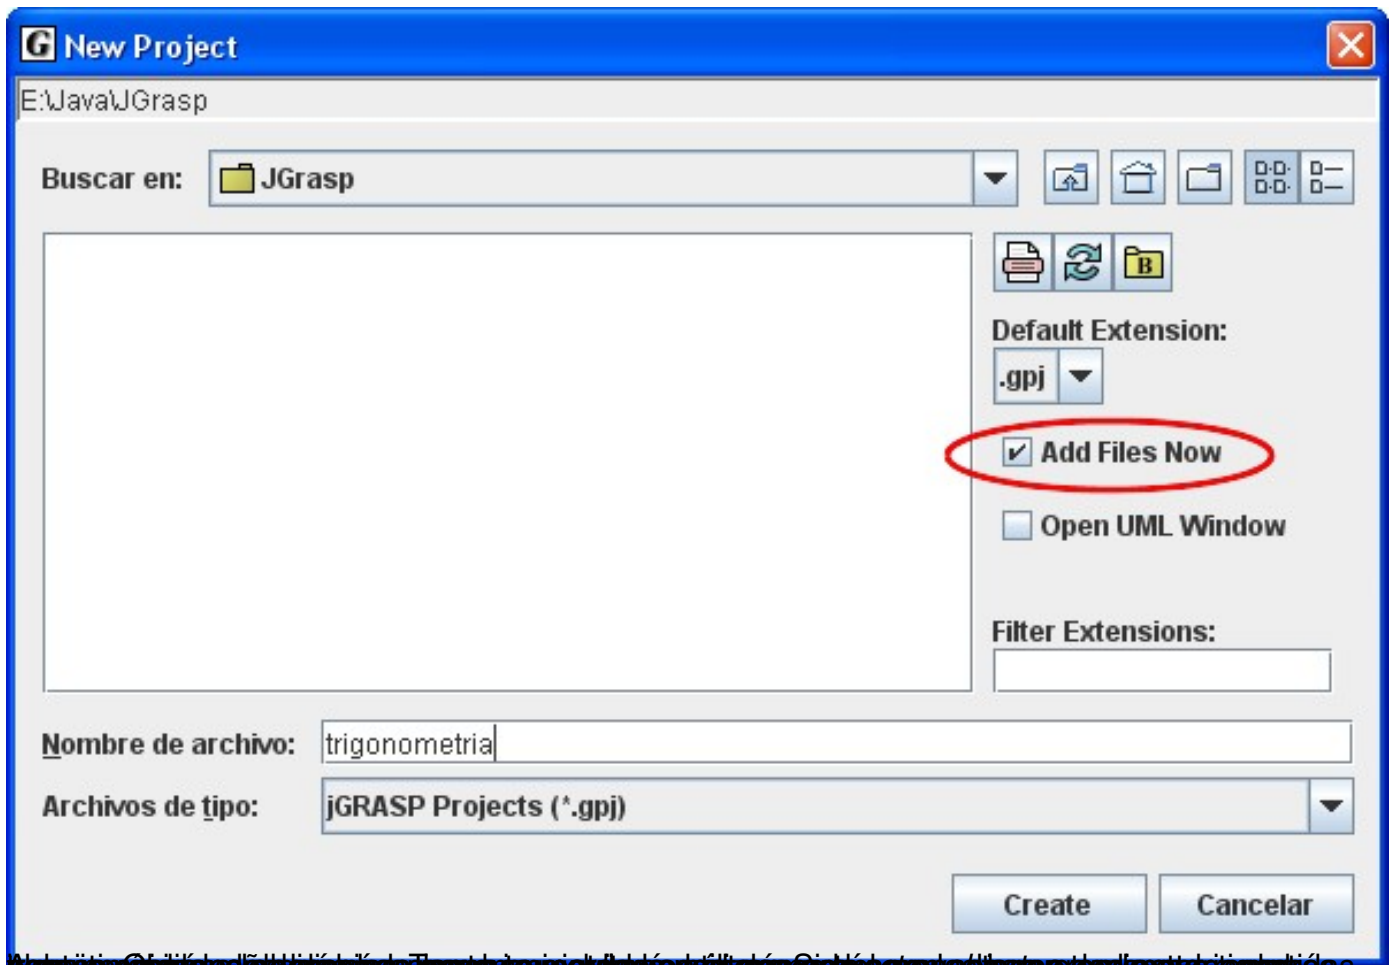 G New Project
E:\Java\JGrasp
Buscar en: JGrasp
B
Default Extension:
.gpj
Add Files Now
Open UML Window
Filter Extensions:
Nombre de archivo: trigonometria
Archivos de tipo: jGRASP Projects (*.gpj)
Create Cancelar